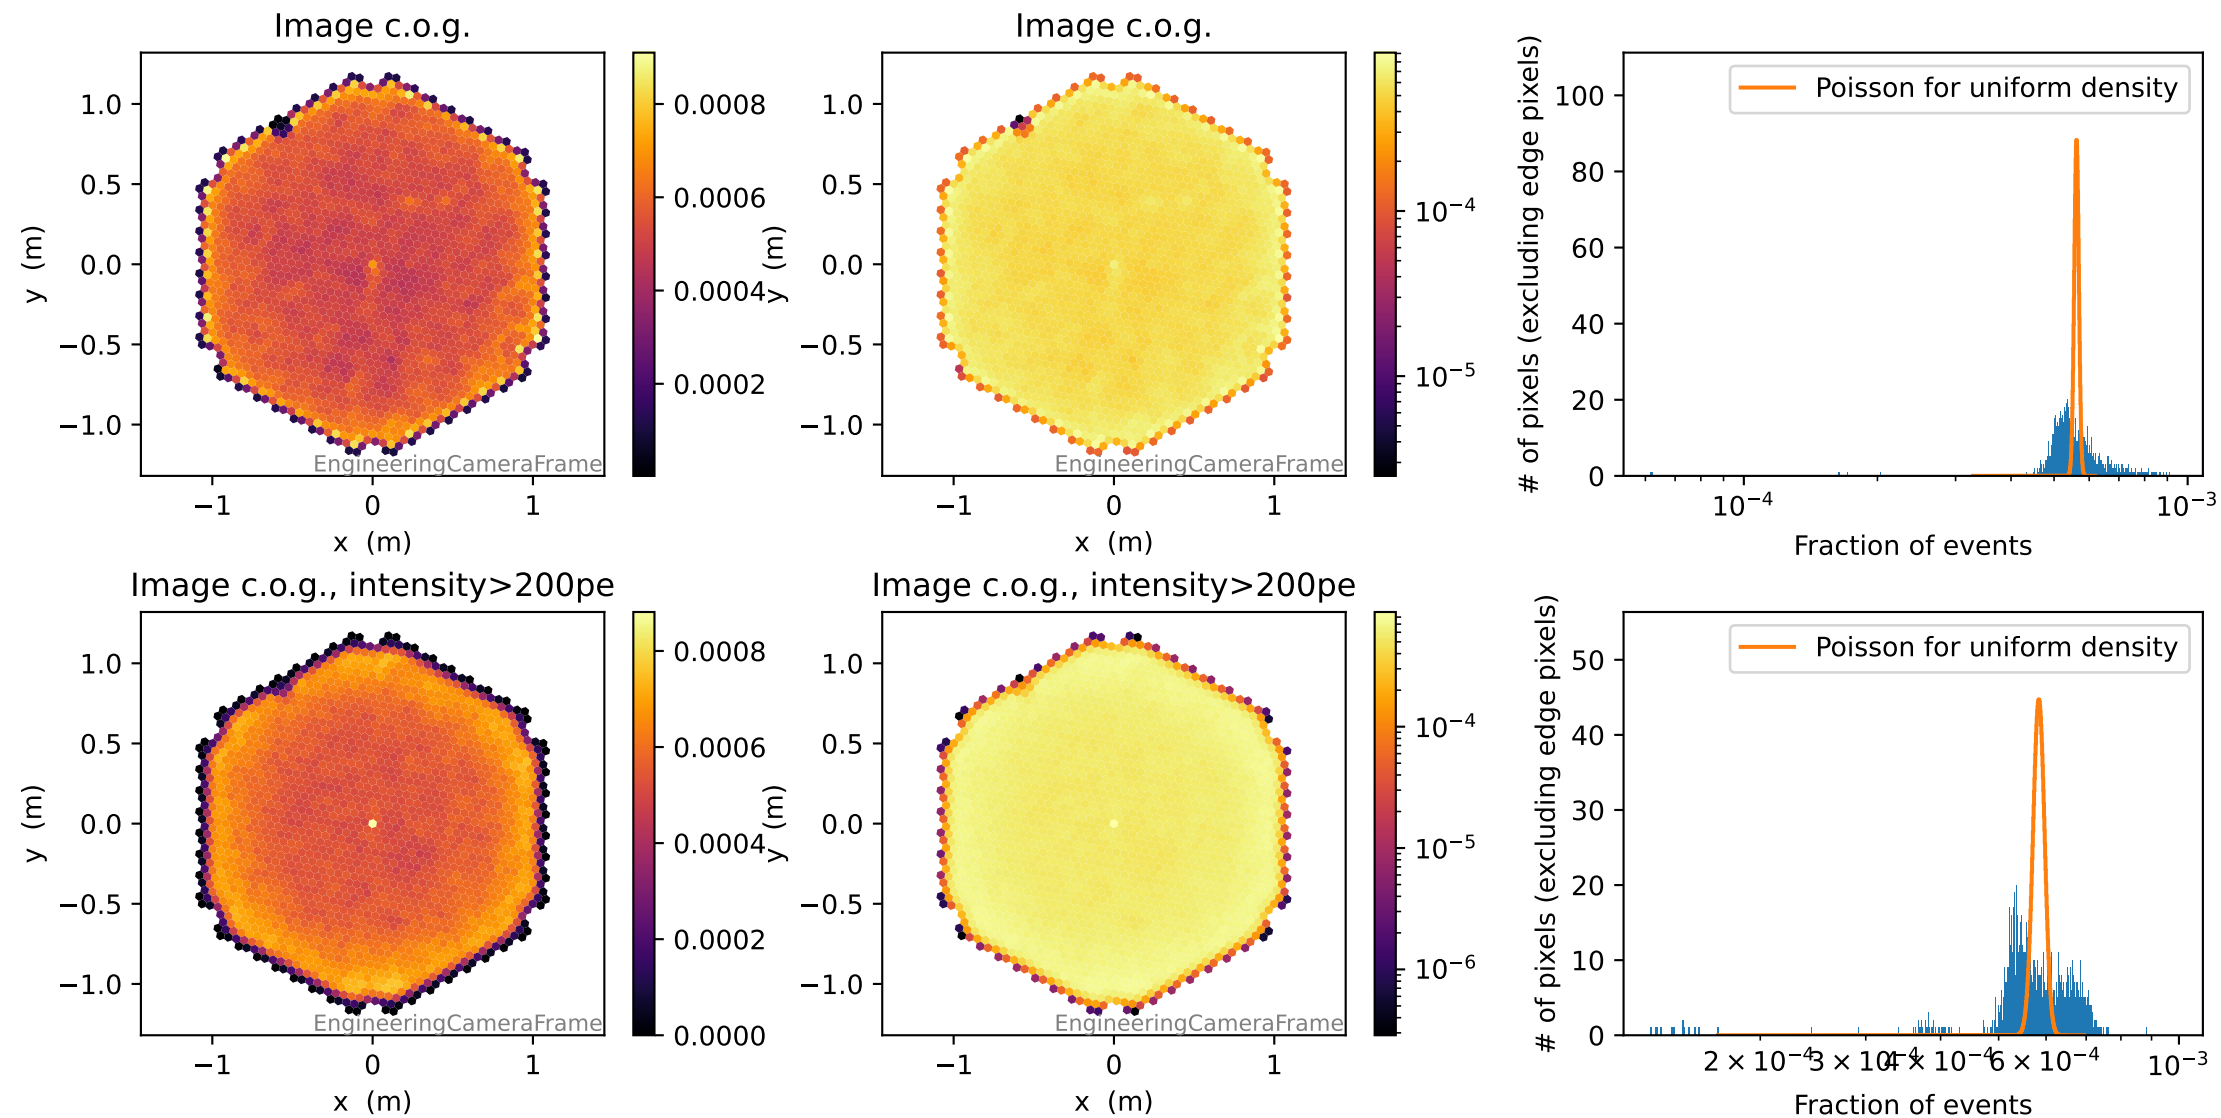 Image c.o.g.
1.0
0.5
0.0
−0.5
−1.0
y (m)
−1
0
1
x (m)
EngineeringCameraFrame
0.0008
0.0006
0.0004
0.0002
Image c.o.g.
y (m)
1.0
0.5
0.0
−0.5
−1.0
−1
0
1
x (m)
EngineeringCameraFrame
10⁻⁴
10⁻⁵
# of pixels (excluding edge pixels)
100
80
60
40
20
0
Poisson for uniform density
10⁻⁴
10⁻³
Fraction of events
Image c.o.g., intensity>200pe
1.0
0.5
0.0
−0.5
−1.0
y (m)
−1
0
1
x (m)
EngineeringCameraFrame
0.0008
0.0006
0.0004
0.0002
0.0000
Image c.o.g., intensity>200pe
y (m)
1.0
0.5
0.0
−0.5
−1.0
−1
0
1
x (m)
EngineeringCameraFrame
10⁻⁴
10⁻⁵
10⁻⁶
# of pixels (excluding edge pixels)
50
40
30
20
10
0
Poisson for uniform density
2 × 10⁻⁴
3 × 10⁻⁴
4 × 10⁻⁴
6 × 10⁻⁴
10⁻³
Fraction of events